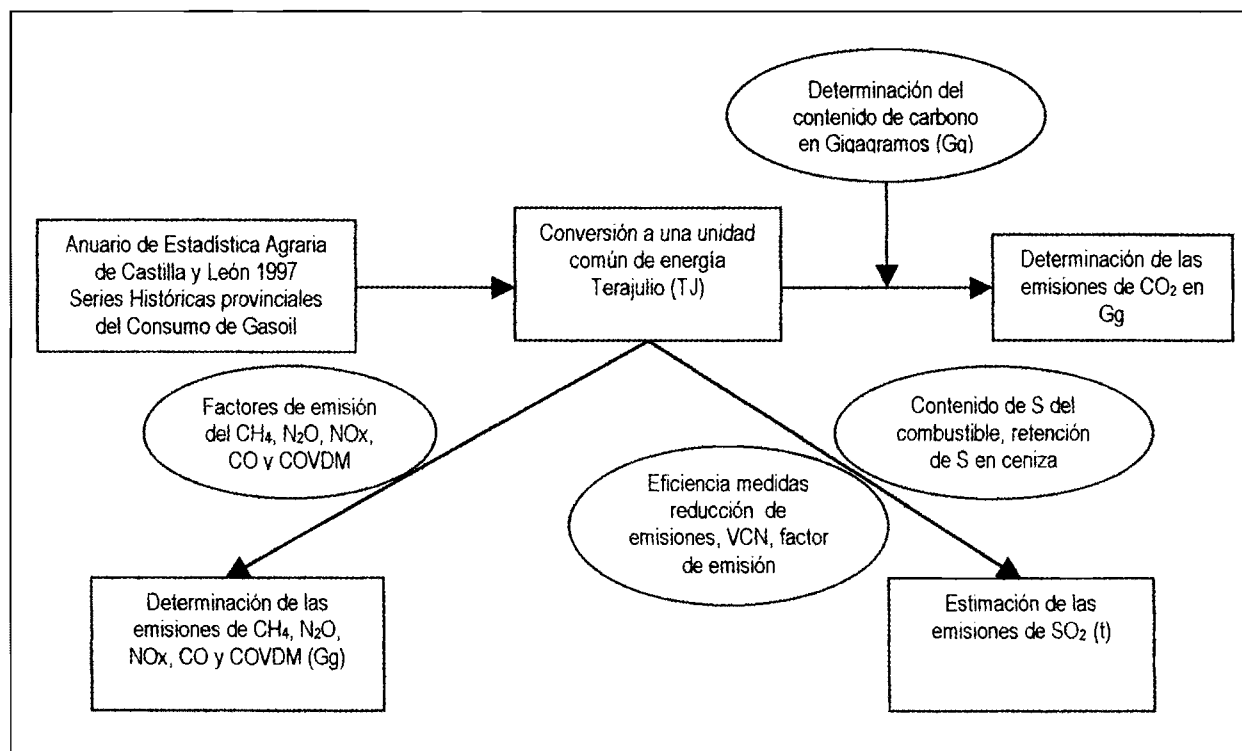 Determinación del
contenido de carbono
en Gigagramos (Gg)
Anuario de Estadística Agraria
de Castilla y León 1997
Series Históricas provinciales
del Consumo de Gasoil
Conversión a una unidad
común de energía
Terajulio (TJ)
Determinación de las
emisiones de CO₂ en
Gg
Factores de emisión
del CH₄, N₂O, NOx,
CO y COVDM
Contenido de S del
combustible, retención
de S en ceniza
Eficiencia medidas
reducción de
emisiones, VCN, factor
de emisión
Determinación de las
emisiones de CH₄, N₂O,
NOx, CO y COVDM (Gg)
Estimación de las
emisiones de SO₂ (t)